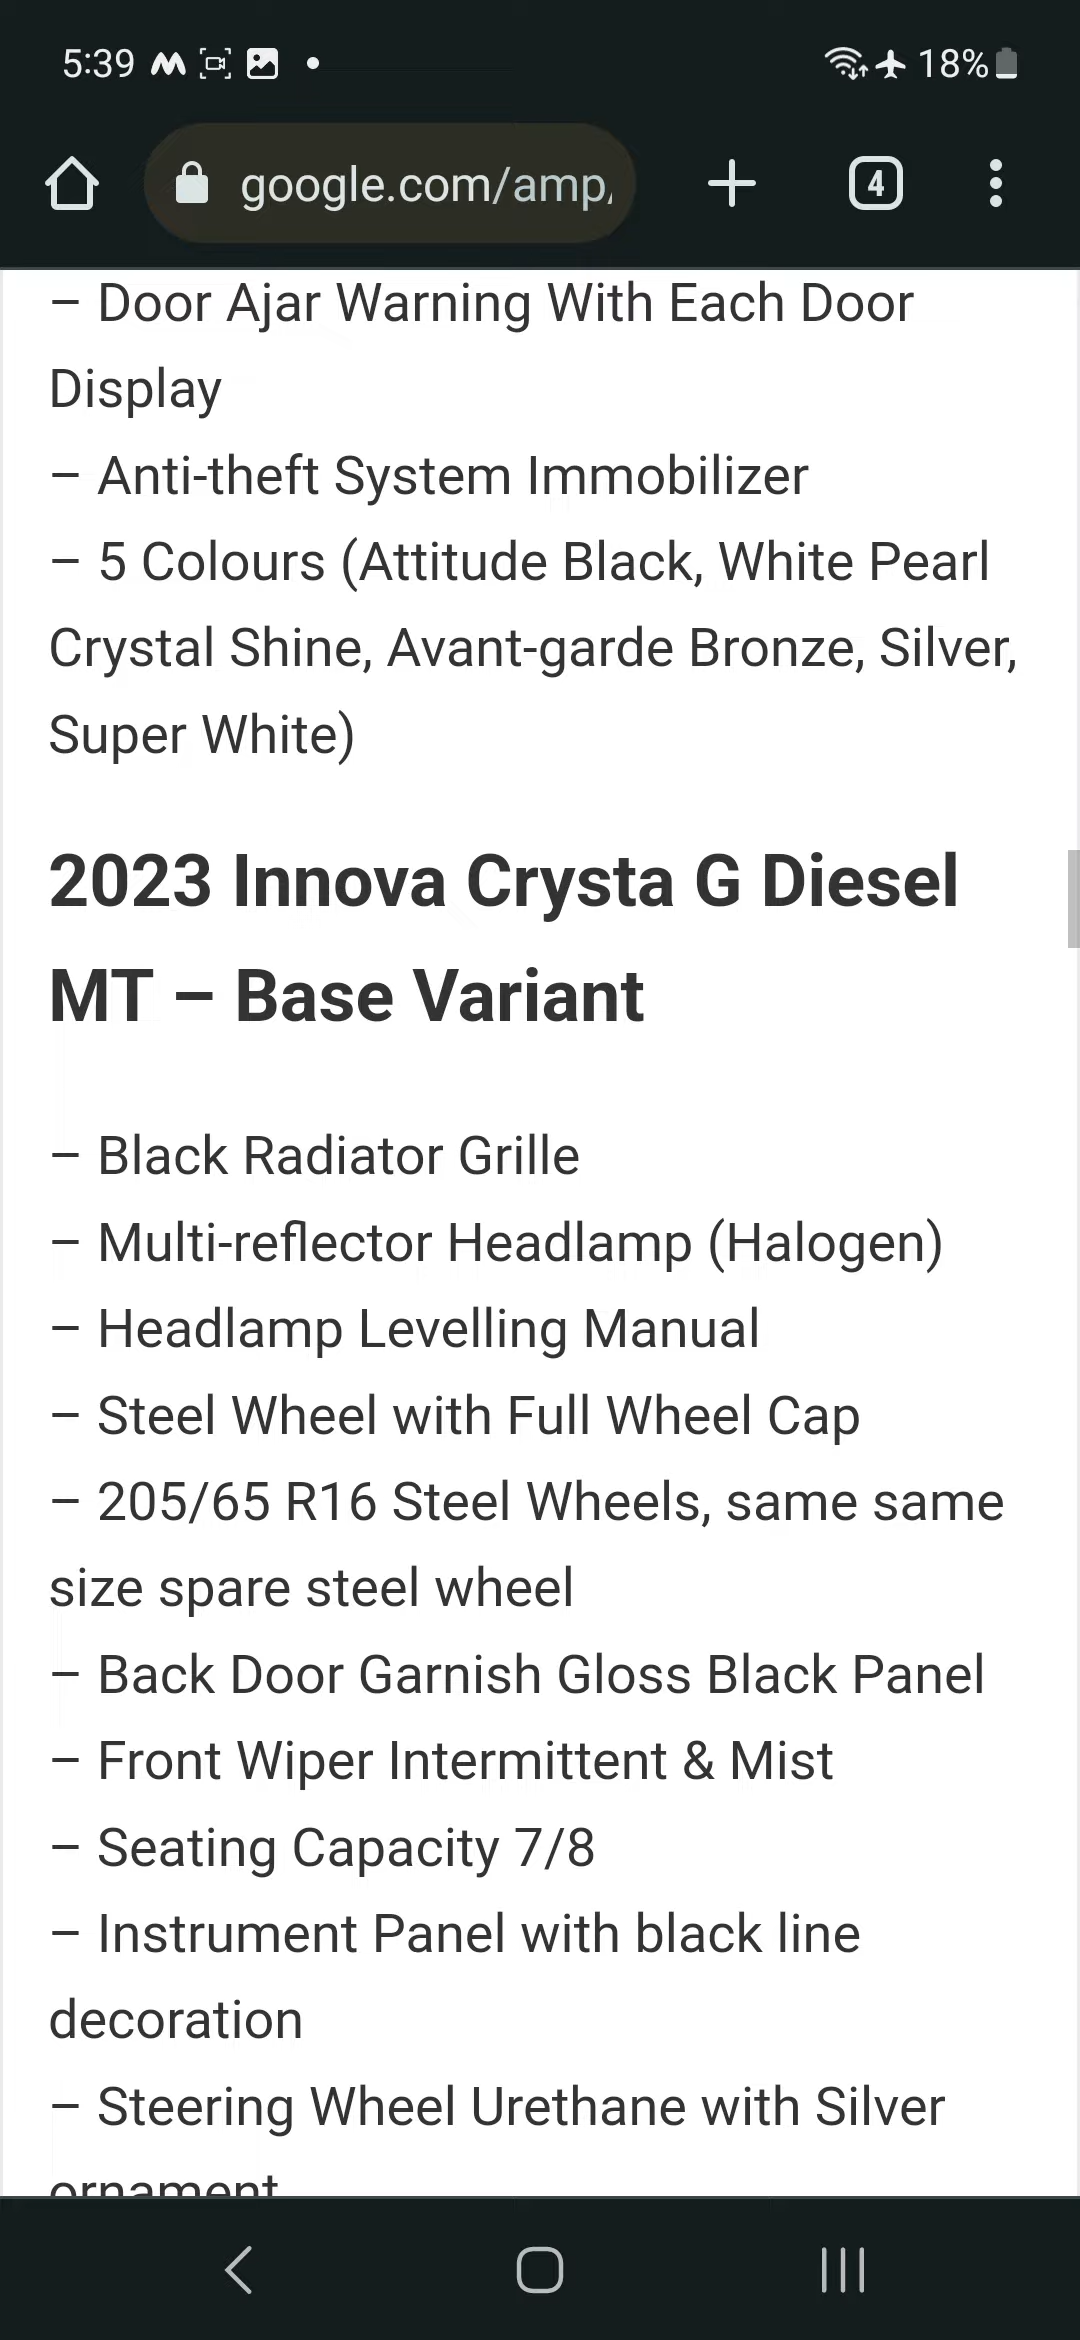 5:39
18%
google.com/amp
4
– Door Ajar Warning With Each Door
Display
– Anti-theft System Immobilizer
– 5 Colours (Attitude Black, White Pearl
Crystal Shine, Avant-garde Bronze, Silver,
Super White)
2023 Innova Crysta G Diesel
MT – Base Variant
– Black Radiator Grille
– Multi-reflector Headlamp (Halogen)
– Headlamp Levelling Manual
– Steel Wheel with Full Wheel Cap
– 205/65 R16 Steel Wheels, same same
size spare steel wheel
– Back Door Garnish Gloss Black Panel
– Front Wiper Intermittent & Mist
– Seating Capacity 7/8
– Instrument Panel with black line
decoration
– Steering Wheel Urethane with Silver
ornament